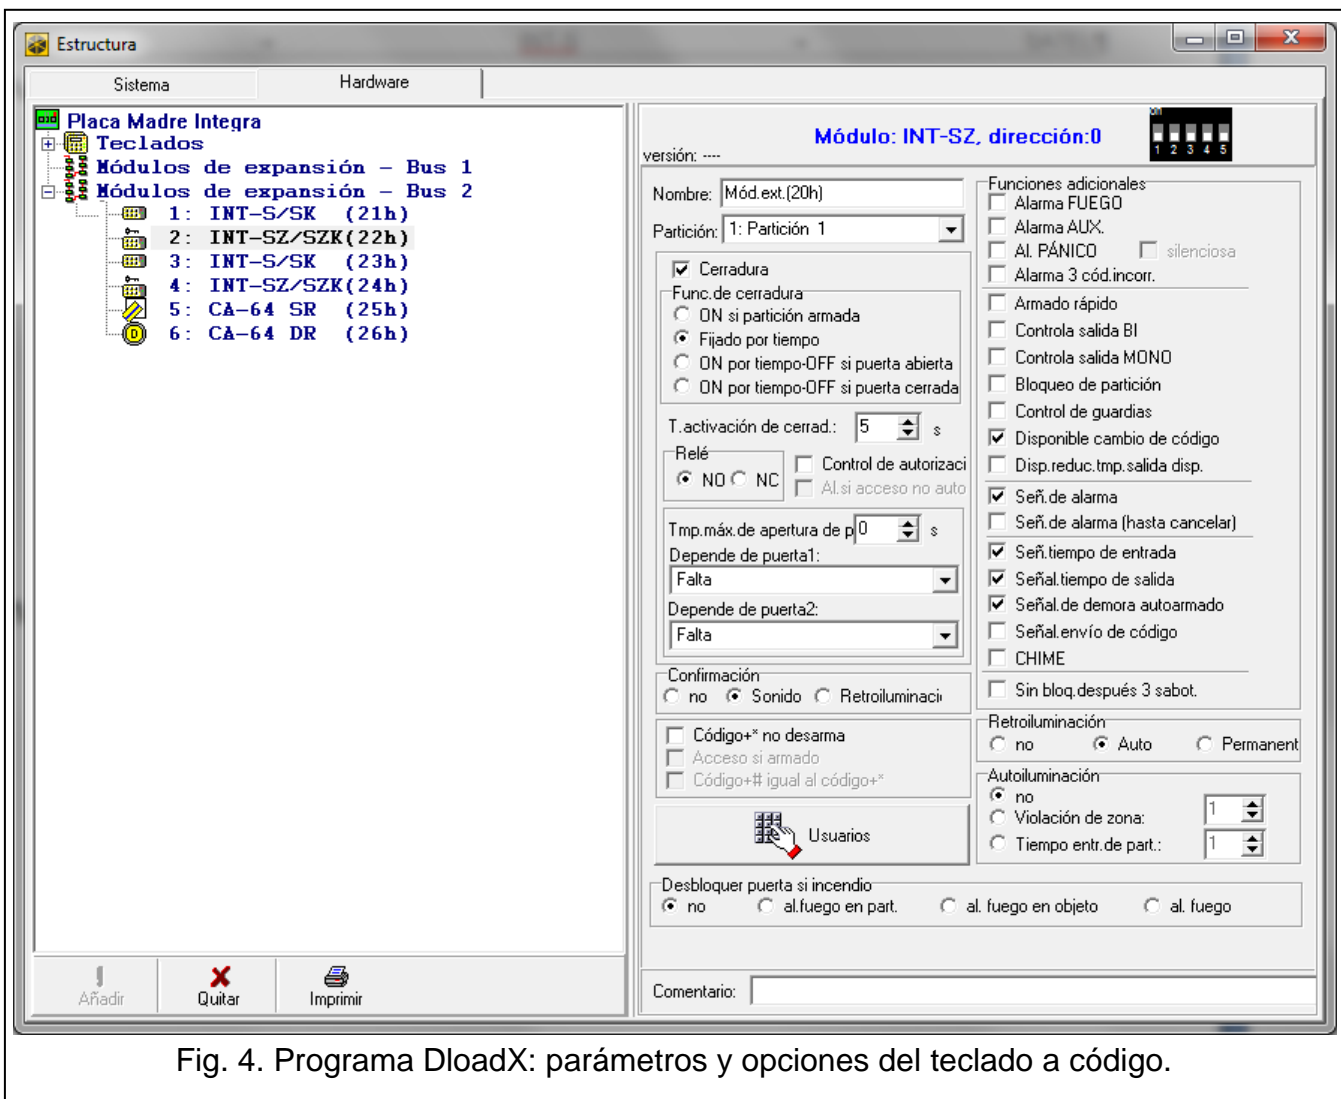 Estructura
Sistema
Hardware
Placa Madre Integra
Teclados
Módulos de expansión – Bus 1
Módulos de expansión – Bus 2
1: INT-S/SK (21h)
2: INT-SZ/SZK(22h)
3: INT-S/SK (23h)
4: INT-SZ/SZK(24h)
5: CA-64 SR (25h)
6: CA-64 DR (26h)
Añadir
Quitar
Imprimir
Módulo: INT-SZ, dirección:0
1 2 3 4 5
versión: ----
Nombre: Mód.ext.(20h)
Partición: 1: Partición 1
Cerradura
Func.de cerradura
ON si partición armada
Fijado por tiempo
ON por tiempo-OFF si puerta abierta
ON por tiempo-OFF si puerta cerrada
T.activación de cerrad.: 5 s
Relé
NO NC
Control de autorizaci
Al.si acceso no auto
Tmp.máx.de apertura de p 0 s
Depende de puerta1:
Falta
Depende de puerta2:
Falta
Confirmación
no Sonido Retroiluminaci
Código+* no desarma
Acceso si armado
Código+# igual al código+*
Usuarios
Funciones adicionales
Alarma FUEGO
Alarma AUX.
Al. PÁNICO silenciosa
Alarma 3 cód.incorr.
Armado rápido
Controla salida BI
Controla salida MONO
Bloqueo de partición
Control de guardias
Disponible cambio de código
Disp.reduc.tmp.salida disp.
Señ.de alarma
Señ.de alarma (hasta cancelar)
Señ.tiempo de entrada
Señal.tiempo de salida
Señal.de demora autoarmado
Señal.envío de código
CHIME
Sin bloq.después 3 sabot.
Retroiluminación
no Auto Permanent
Autoiluminación
no
Violación de zona: 1
Tiempo entr.de part.: 1
Desbloquer puerta si incendio
no al.fuego en part. al. fuego en objeto al. fuego
Comentario:
Fig. 4. Programa DloadX: parámetros y opciones del teclado a código.